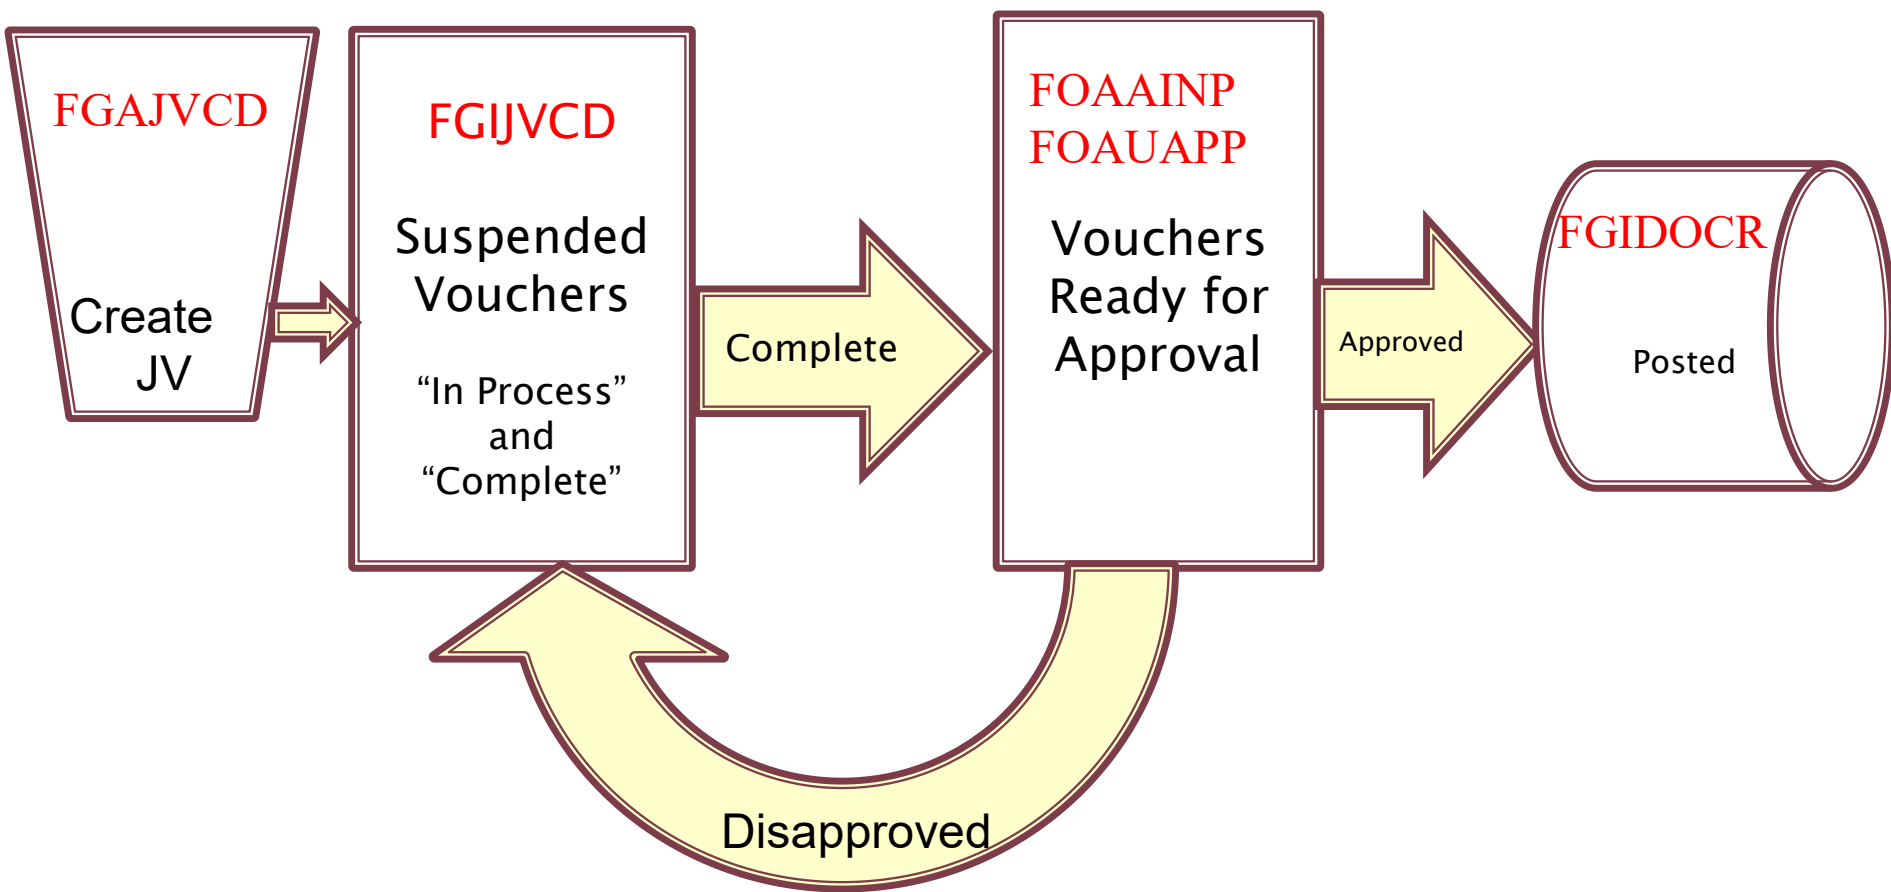 FGAJVCD
Create
JV
FGIJVCD
Suspended
Vouchers
“In Process”
and
“Complete”
Complete
FOAAINP
FOAUAPP
Vouchers
Ready for
Approval
Approved
FGIDOCR
Posted
Disapproved